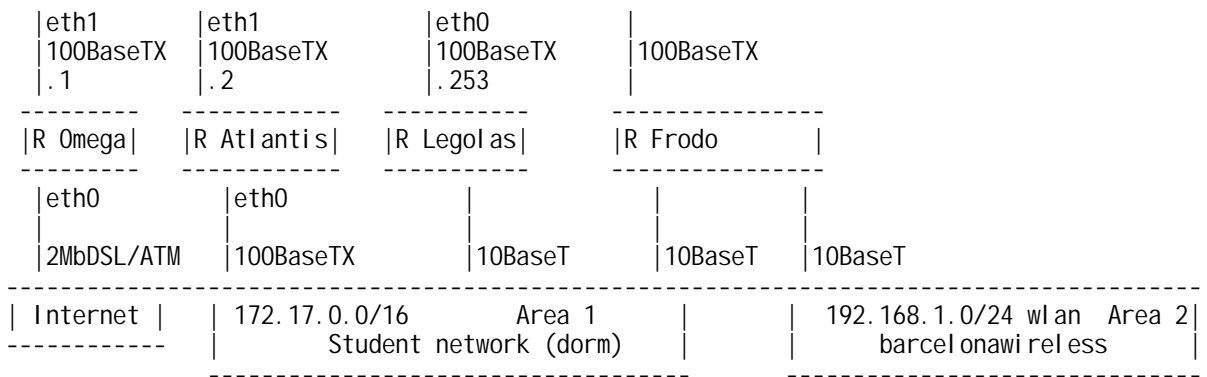 |eth1 |eth1 |eth0 |
|100BaseTX |100BaseTX |100BaseTX |100BaseTX
|.1 |.2 |.253 |
--------- ------------ ----------- ----------------
|R Omega| |R Atlantis| |R Legolas| |R Frodo |
--------- ------------ ----------- ----------------
|eth0 |eth0 | | |
| | | | |
|2MbDSL/ATM |100BaseTX |10BaseT |10BaseT |10BaseT
------------------------------------------------------------------------------------------
| Internet | | 172.17.0.0/16 Area 1 | | 192.168.1.0/24 wlan Area 2|
------------ | Student network (dorm) | | barcelonawireless |
------------------------------------ -------------------------------